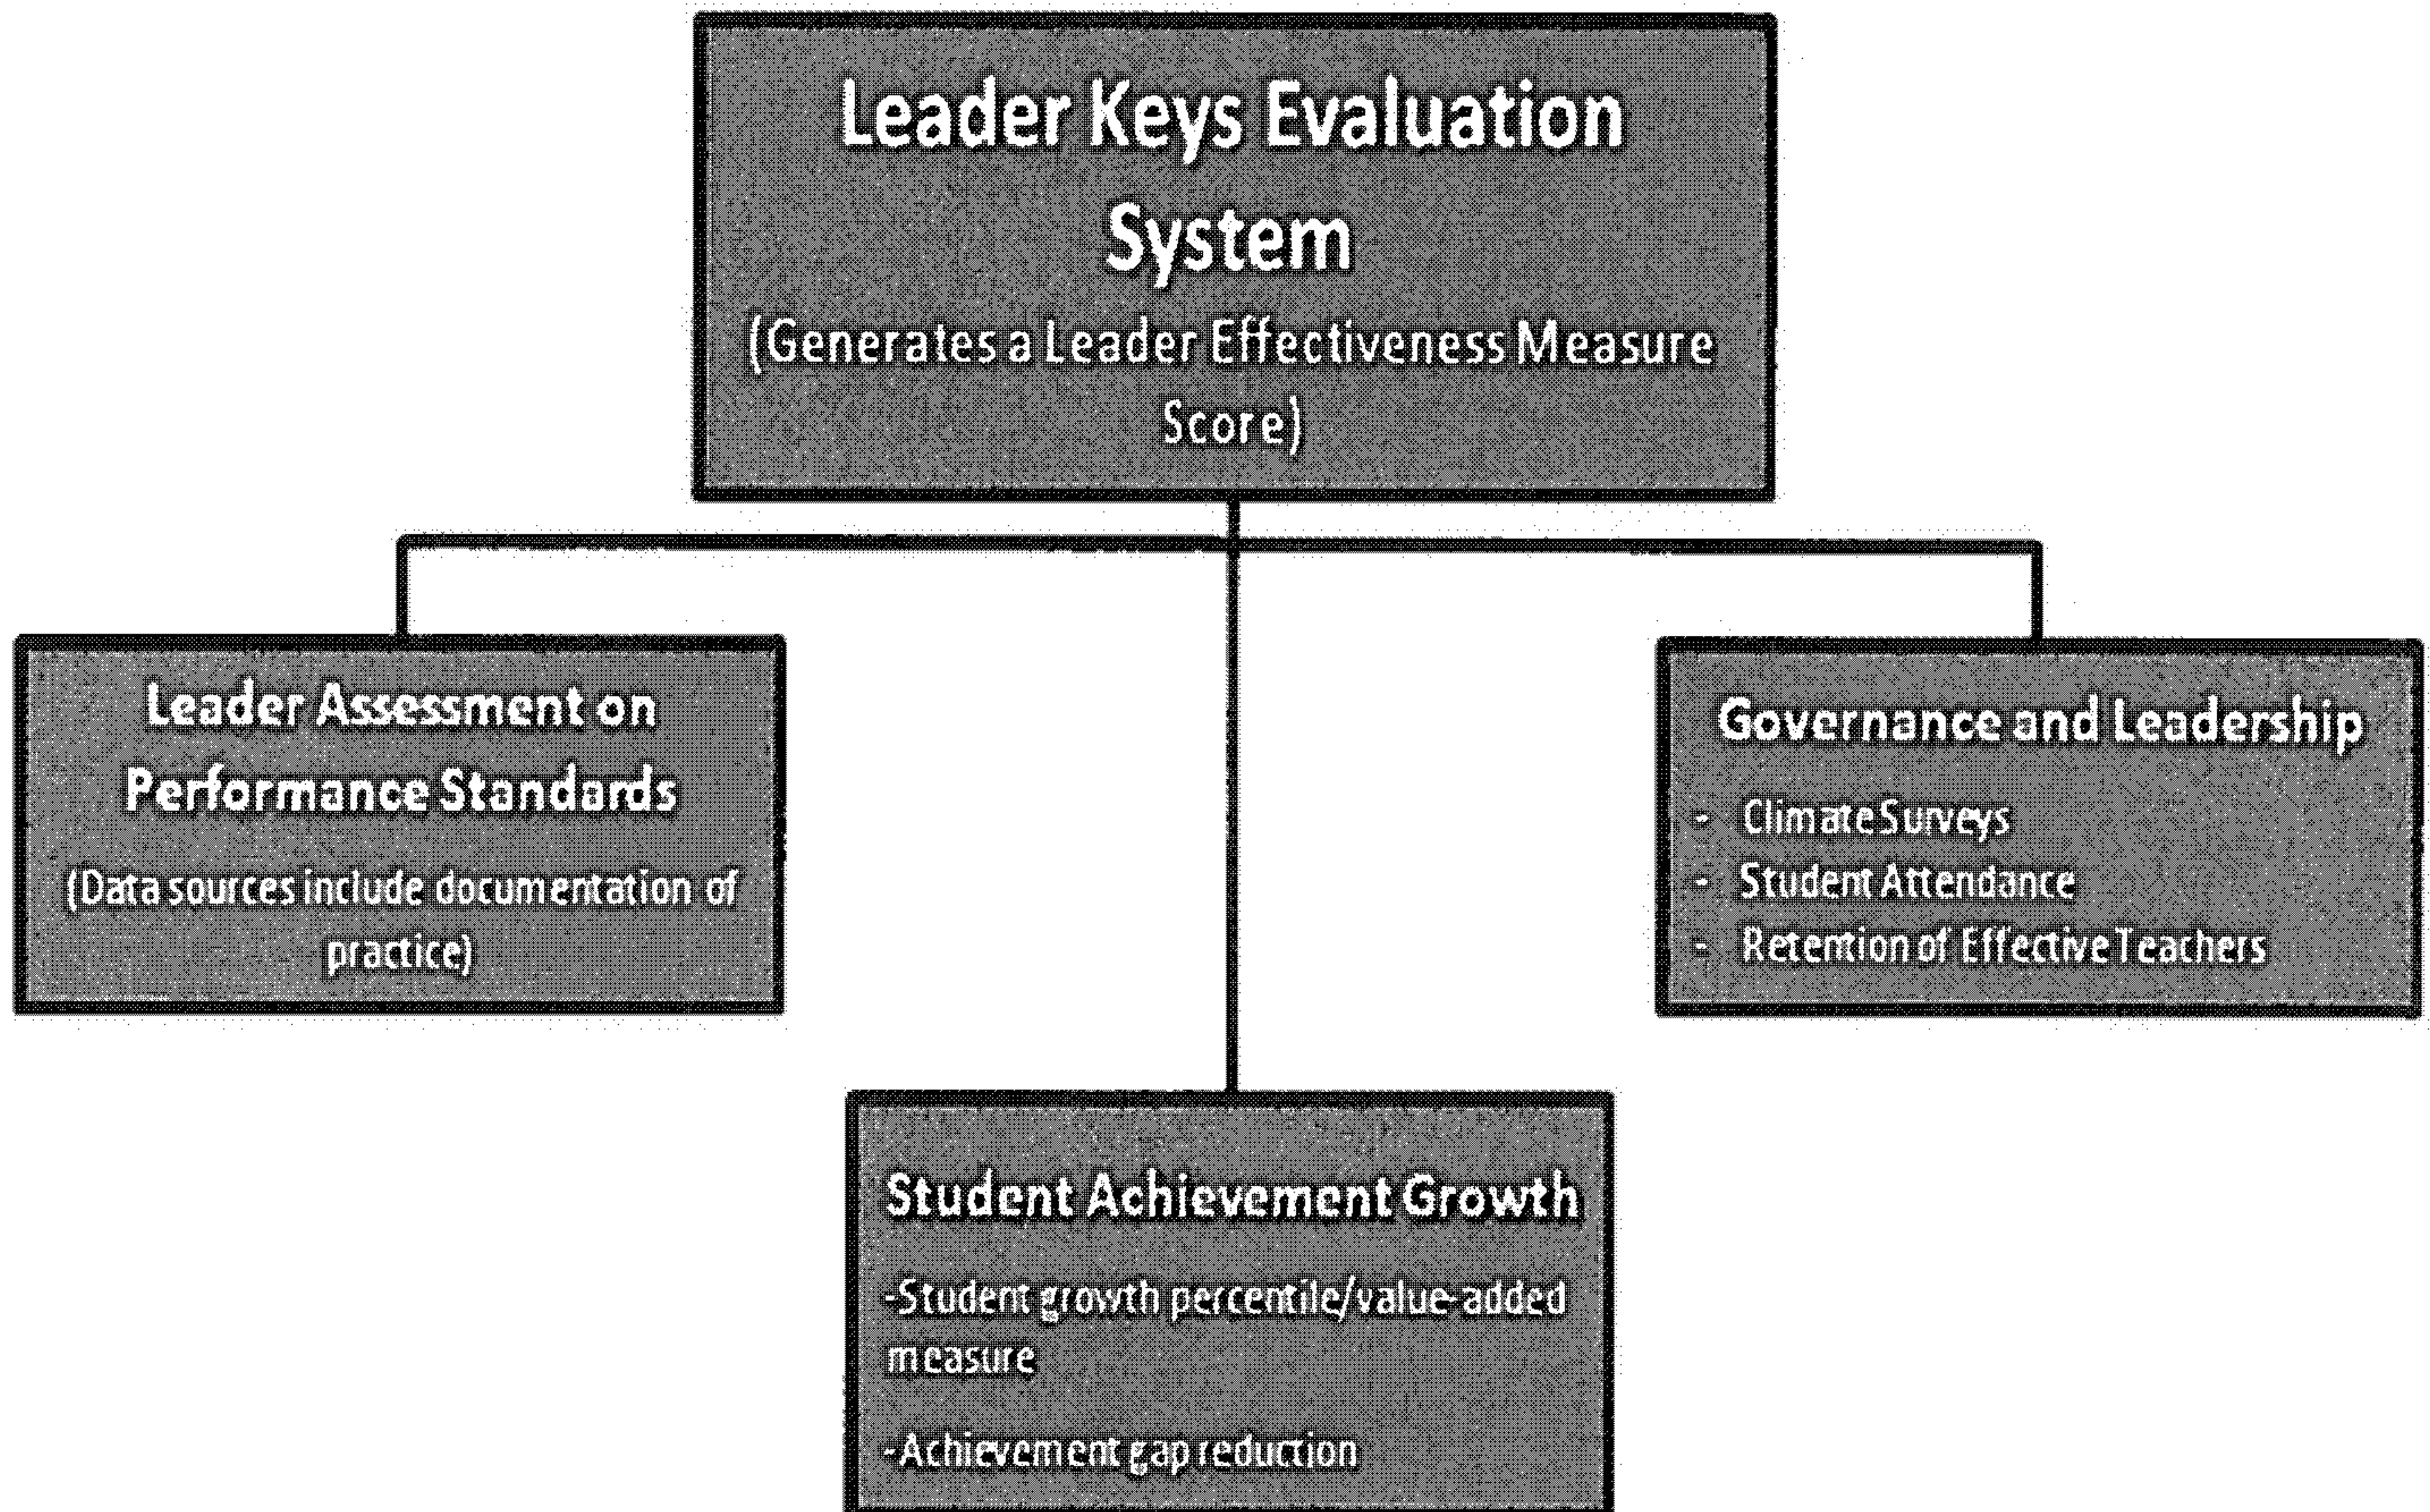 Leader Keys Evaluation
System
(Generates a Leader Effectiveness Measure
Score)
Leader Assessment on
Performance Standards
(Data sources include documentation of
practice)
Governance and Leadership
- Climate Surveys
- Student Attendance
- Retention of Effective Teachers
Student Achievement Growth
-Student growth percentile/value-added
measure
-Achievement gap reduction